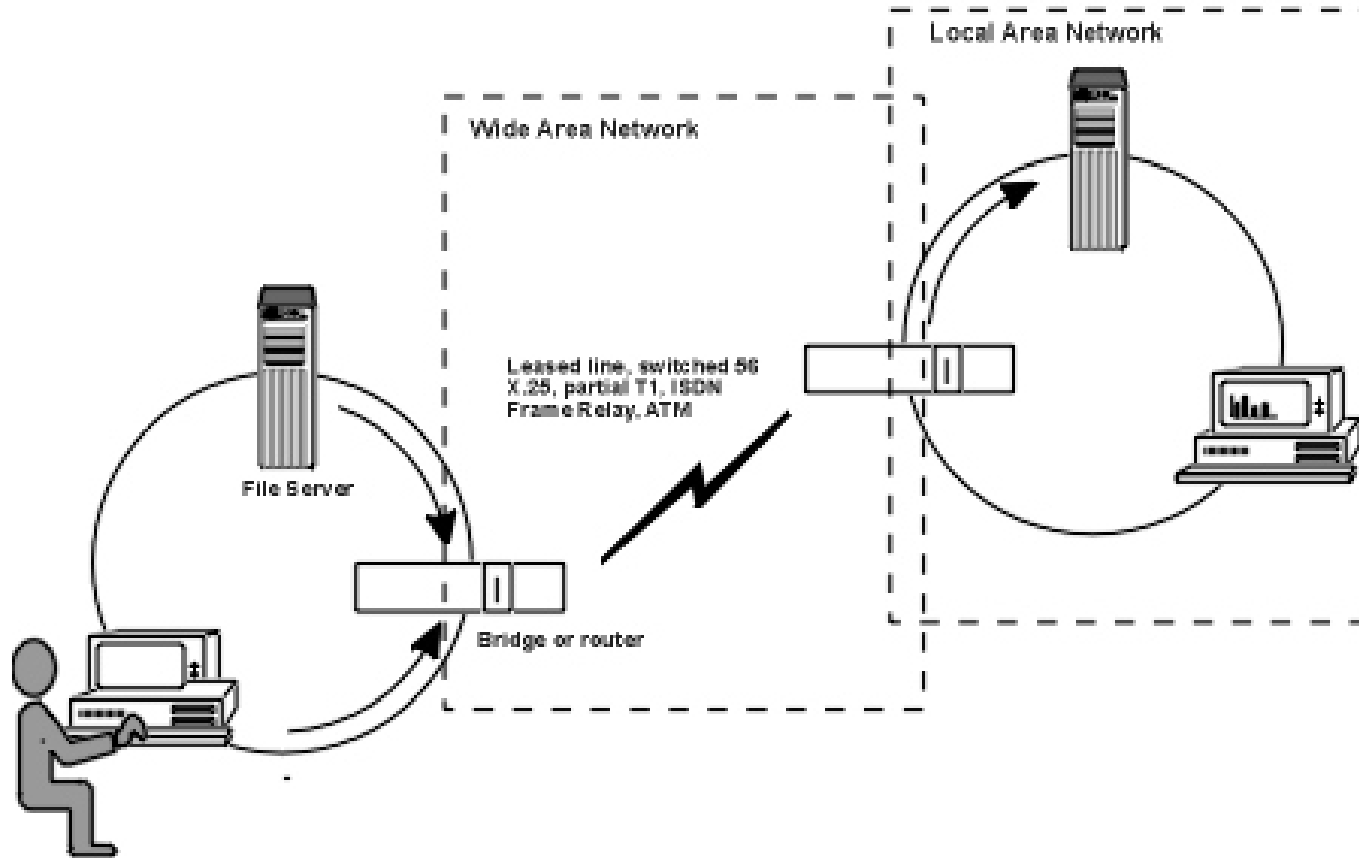 Local Area Network
Wide Area Network
Leased line, switched 56
X.25, partial T1, ISDN
Frame Relay, ATM
File Server
Bridge or router